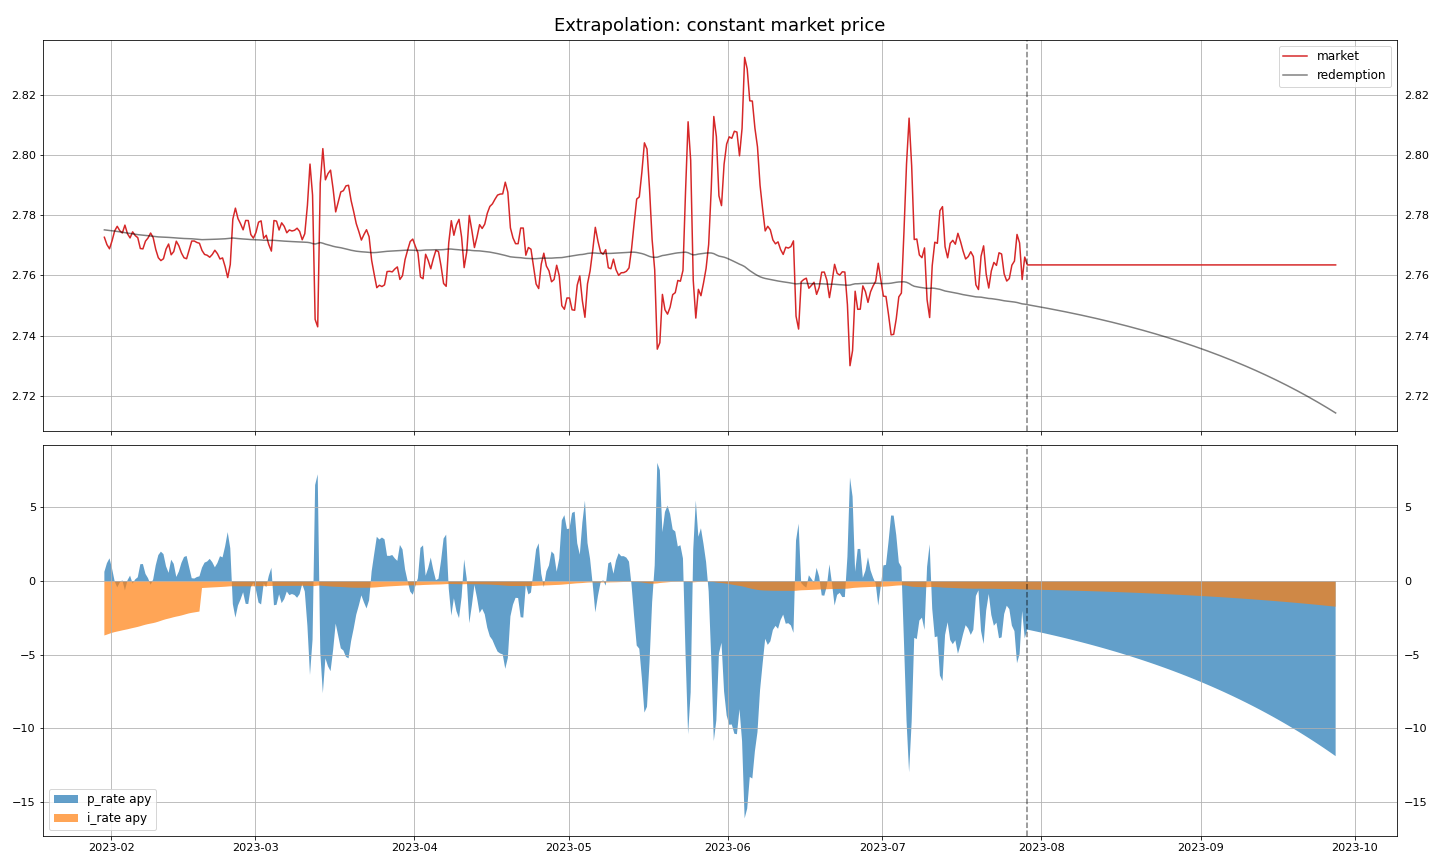 Extrapolation: constant market price
market
redemption
2.82 2.82
2.80 2.80
2.78 2.78
2.76 2.76
2.74 2.74
2.72 2.72
5 5
0 0
−5 −5
−10 −10
−15 −15
p_rate apy
i_rate apy
2023-02 2023-03 2023-04 2023-05 2023-06 2023-07 2023-08 2023-09 2023-10